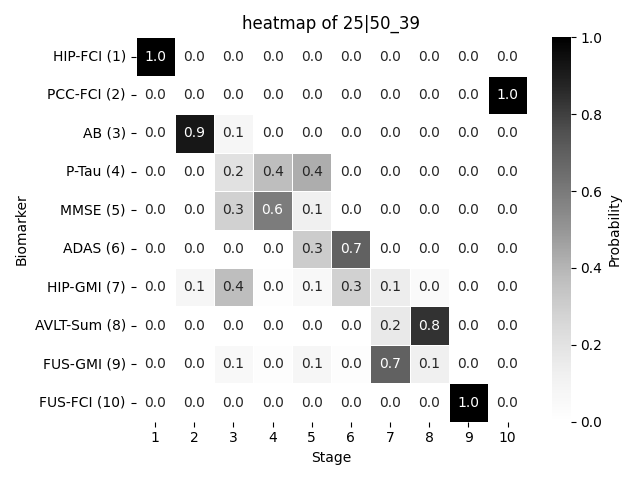 heatmap of 25|50_39
HIP-FCI (1) 1.0 0.0 0.0 0.0 0.0 0.0 0.0 0.0 0.0 0.0
PCC-FCI (2) 0.0 0.0 0.0 0.0 0.0 0.0 0.0 0.0 0.0 1.0
AB (3) 0.0 0.9 0.1 0.0 0.0 0.0 0.0 0.0 0.0 0.0
P-Tau (4) 0.0 0.0 0.2 0.4 0.4 0.0 0.0 0.0 0.0 0.0
MMSE (5) 0.0 0.0 0.3 0.6 0.1 0.0 0.0 0.0 0.0 0.0
ADAS (6) 0.0 0.0 0.0 0.0 0.3 0.7 0.0 0.0 0.0 0.0
HIP-GMI (7) 0.0 0.1 0.4 0.0 0.1 0.3 0.1 0.0 0.0 0.0
AVLT-Sum (8) 0.0 0.0 0.0 0.0 0.0 0.0 0.2 0.8 0.0 0.0
FUS-GMI (9) 0.0 0.0 0.1 0.0 0.1 0.0 0.7 0.1 0.0 0.0
FUS-FCI (10) 0.0 0.0 0.0 0.0 0.0 0.0 0.0 0.0 1.0 0.0
1 2 3 4 5 6 7 8 9 10
Stage
Biomarker
1.0
0.8
0.6
0.4
0.2
0.0
Probability